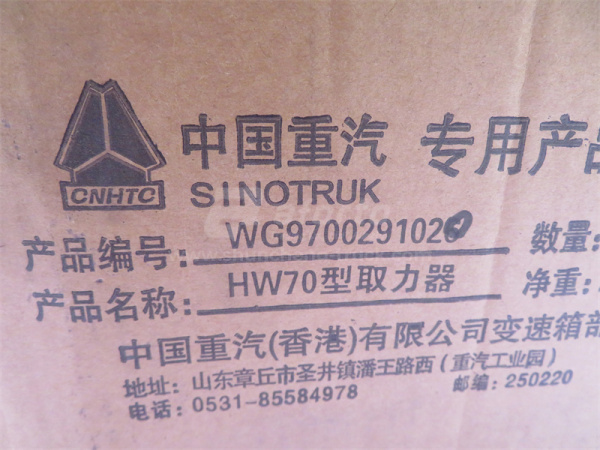 中国重汽 专用产品
SINOTRUK
CNHTC
产品编号: WG970029102 数量:
产品名称: HW70型取力器 净重:
中国重汽(香港)有限公司变速箱部
地址: 山东章丘市圣井镇潘王路西(重汽工业园)
电话: 0531-85584978 邮编: 250220